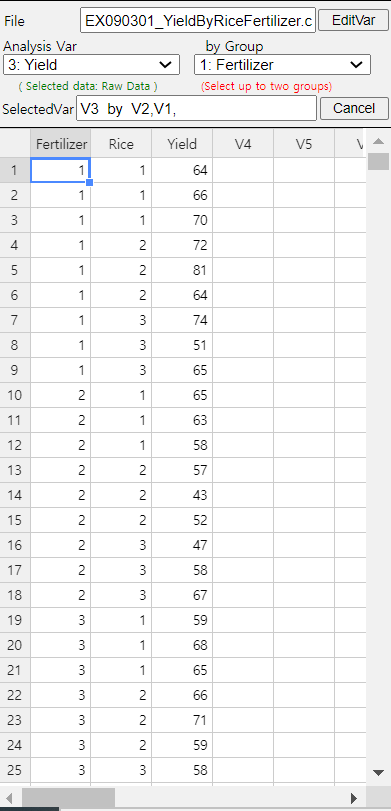 File EX090301_YieldByRiceFertilizer.c EditVar
Analysis Var by Group
3: Yield 1: Fertilizer
( Selected data: Raw Data ) (Select up to two groups)
SelectedVar V3 by V2,V1, Cancel
Fertilizer Rice Yield V4 V5 V
1 1 1 64
2 1 1 66
3 1 1 70
4 1 2 72
5 1 2 81
6 1 2 64
7 1 3 74
8 1 3 51
9 1 3 65
10 2 1 65
11 2 1 63
12 2 1 58
13 2 2 57
14 2 2 43
15 2 2 52
16 2 3 47
17 2 3 58
18 2 3 67
19 3 1 59
20 3 1 68
21 3 1 65
22 3 2 66
23 3 2 71
24 3 2 59
25 3 3 58